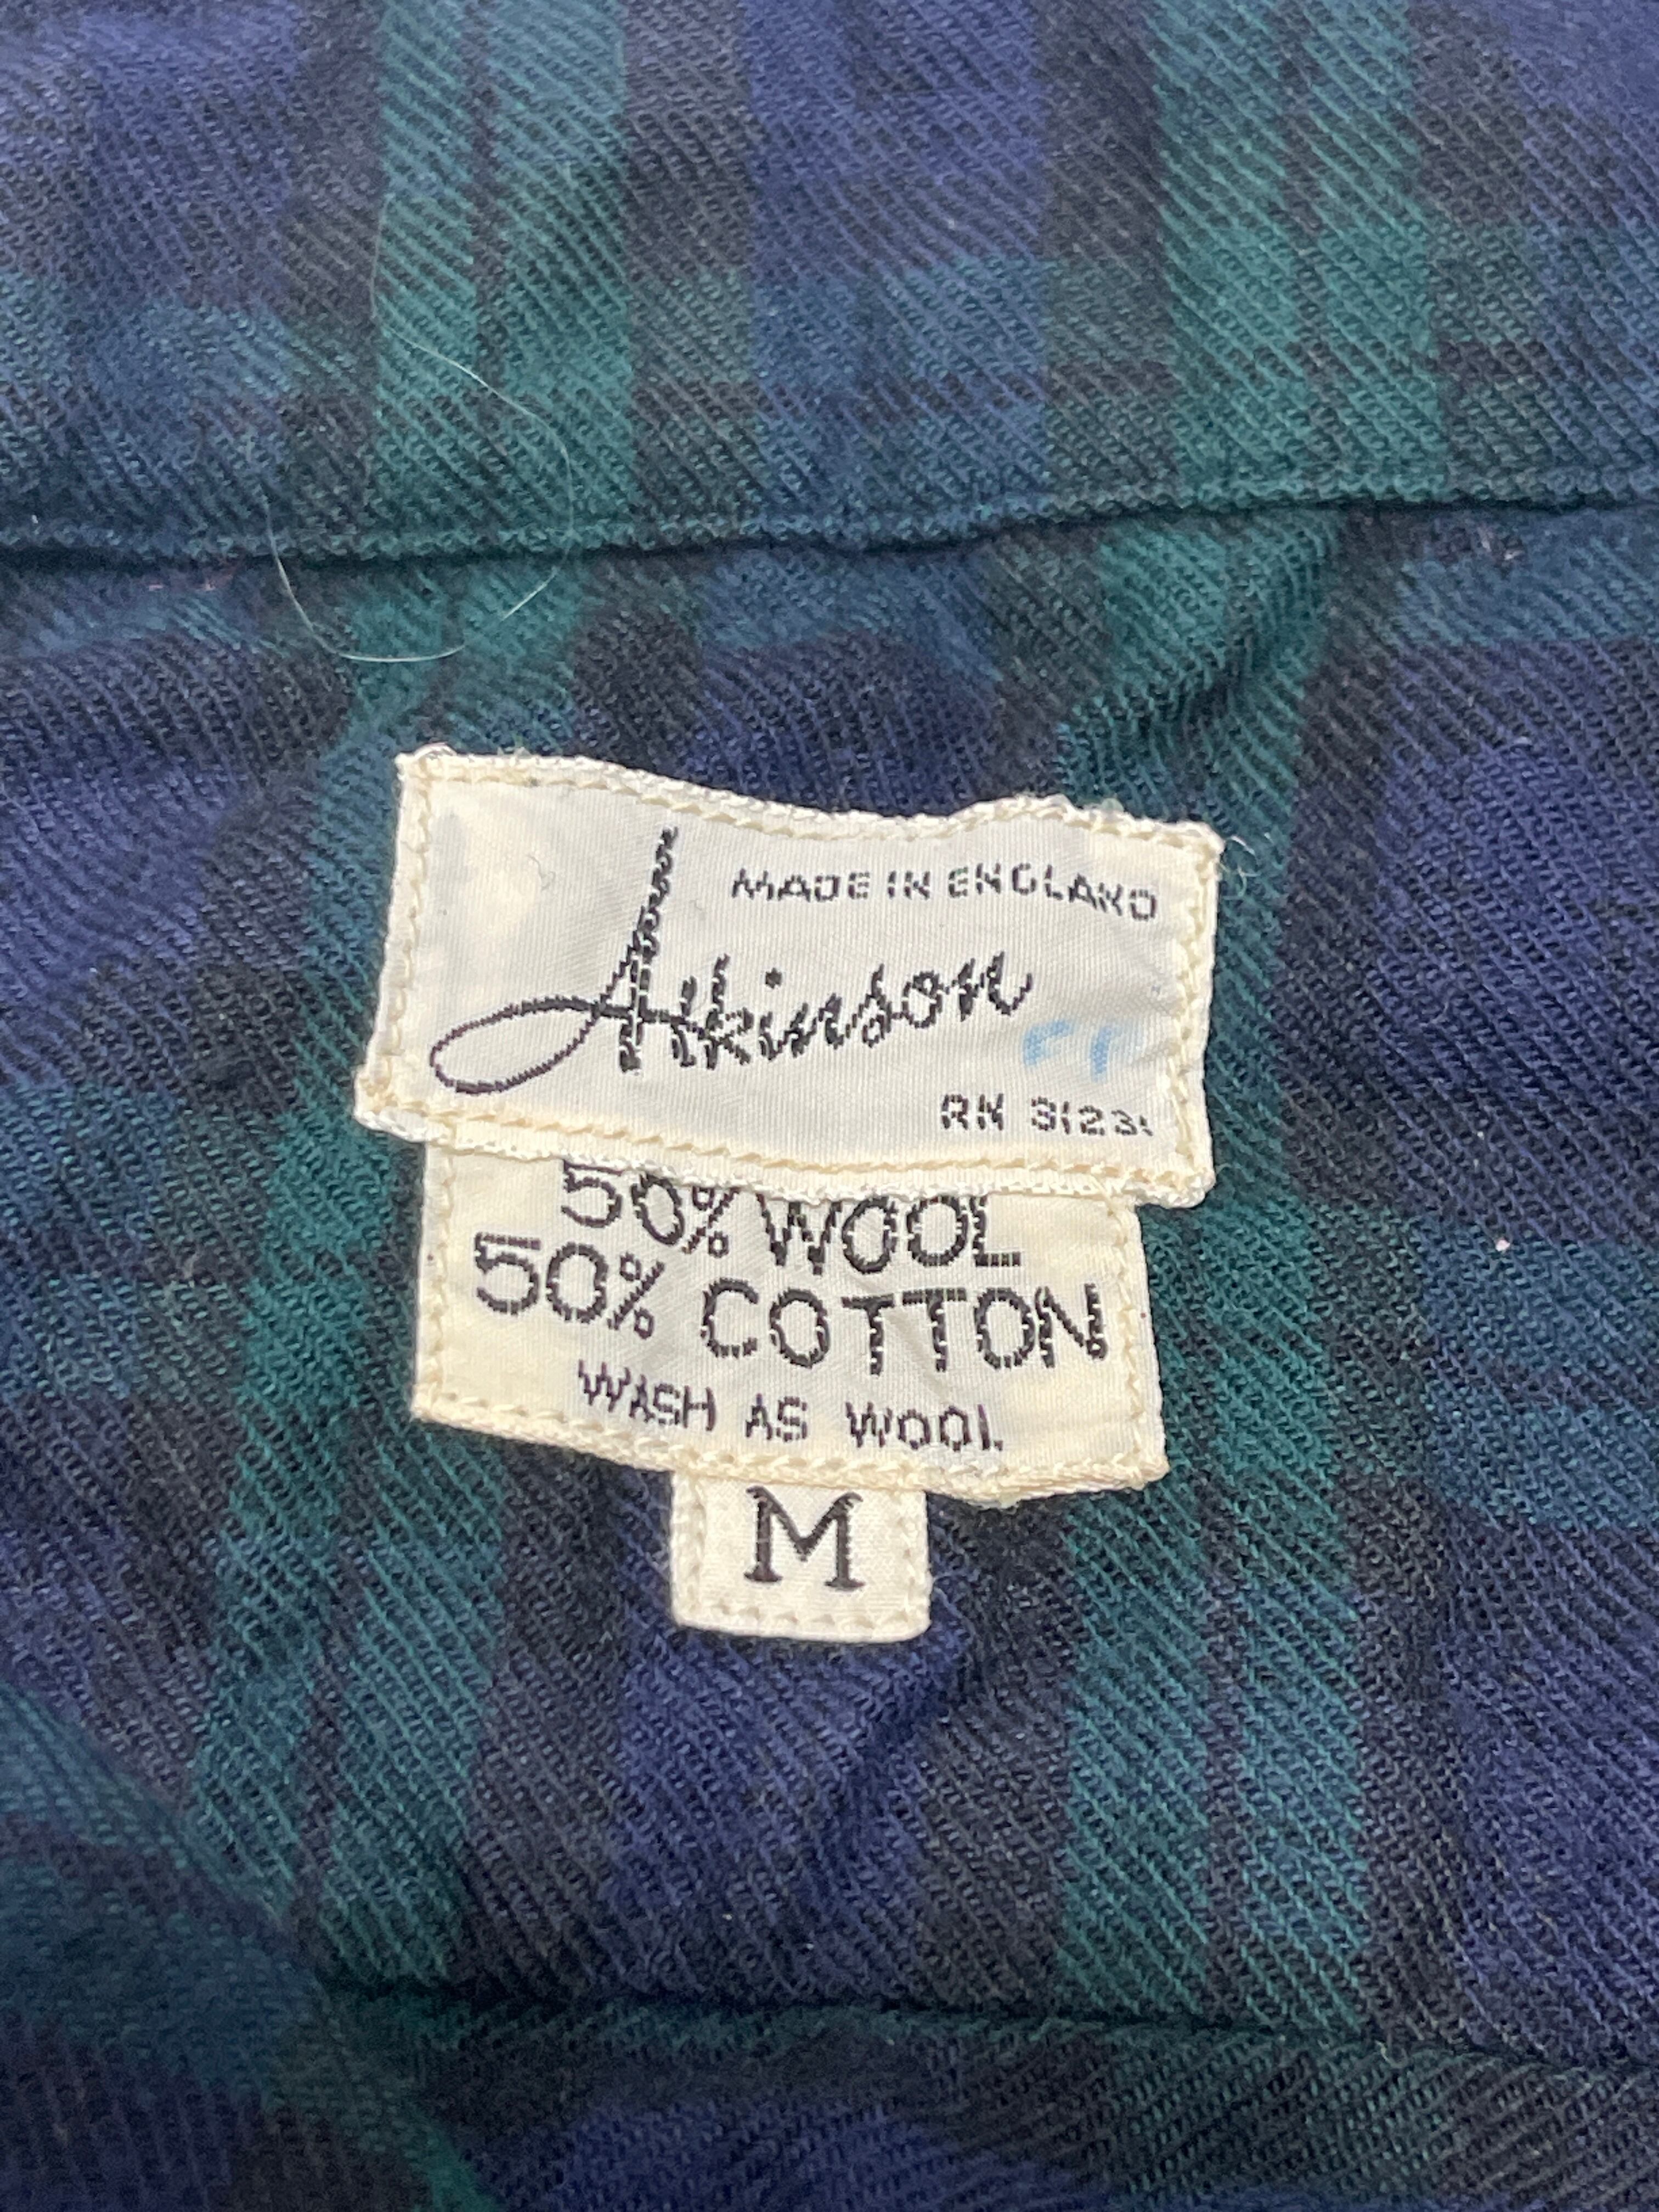 MADE IN ENGLAND
Atkinson
RN 31231
50% WOOL
50% COTTON
WASH AS WOOL
M